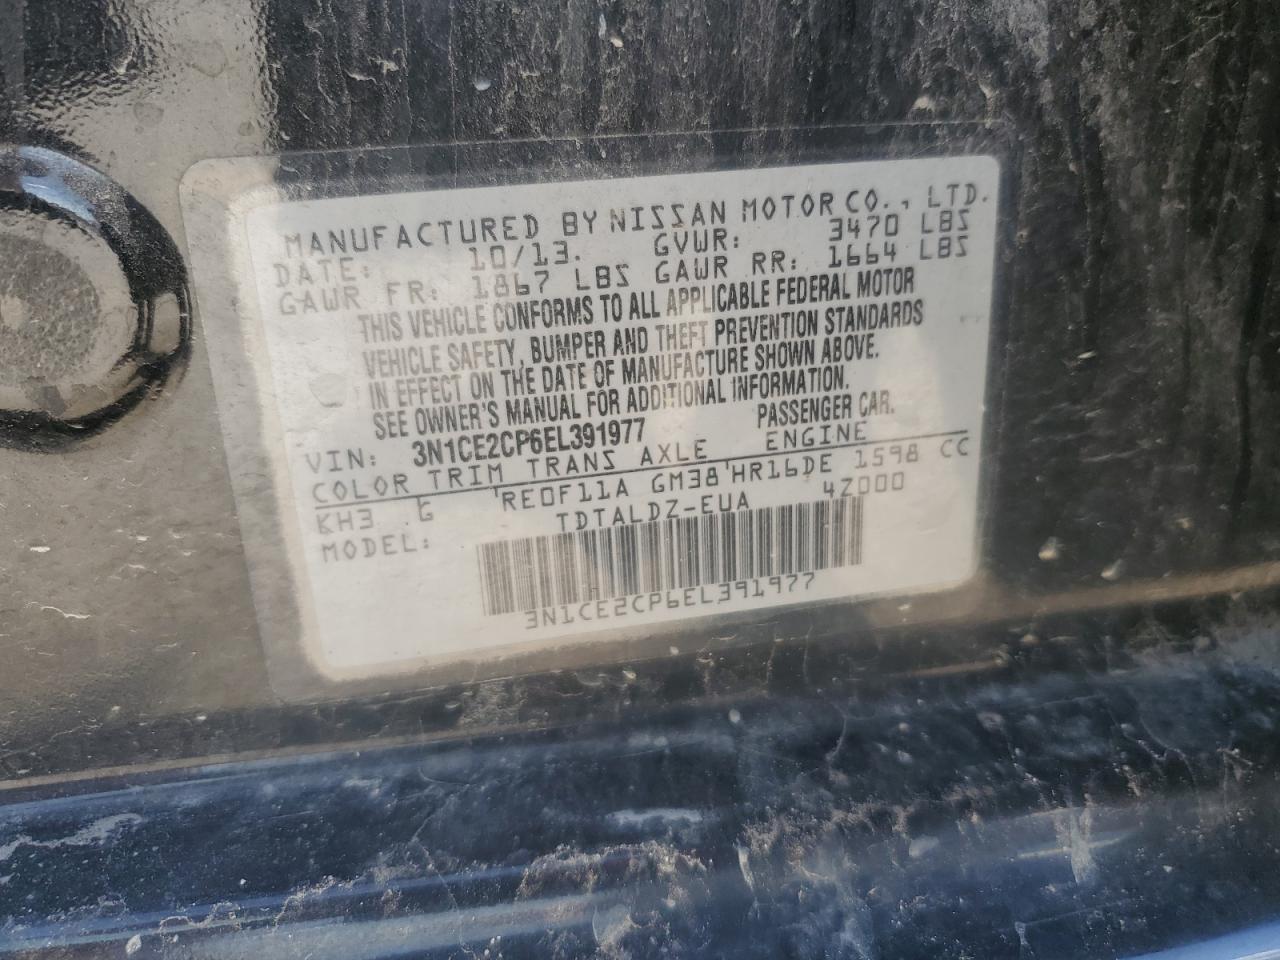 MANUFACTURED BY NISSAN MOTOR CO., LTD.
DATE: 10/13. GVWR: 3470 LBS
GAWR FR: 1867 LBS GAWR RR: 1664 LBS
THIS VEHICLE CONFORMS TO ALL APPLICABLE FEDERAL MOTOR
VEHICLE SAFETY, BUMPER AND THEFT PREVENTION STANDARDS
IN EFFECT ON THE DATE OF MANUFACTURE SHOWN ABOVE.
SEE OWNER'S MANUAL FOR ADDITIONAL INFORMATION.
VIN: 3N1CE2CP6EL391977 PASSENGER CAR.
COLOR TRIM TRANS AXLE ENGINE
KH3 G RE0F11A GM38 HR16DE 1598 CC
MODEL: TDTALDZ-EUA 4Z000
3N1CE2CP6EL391977